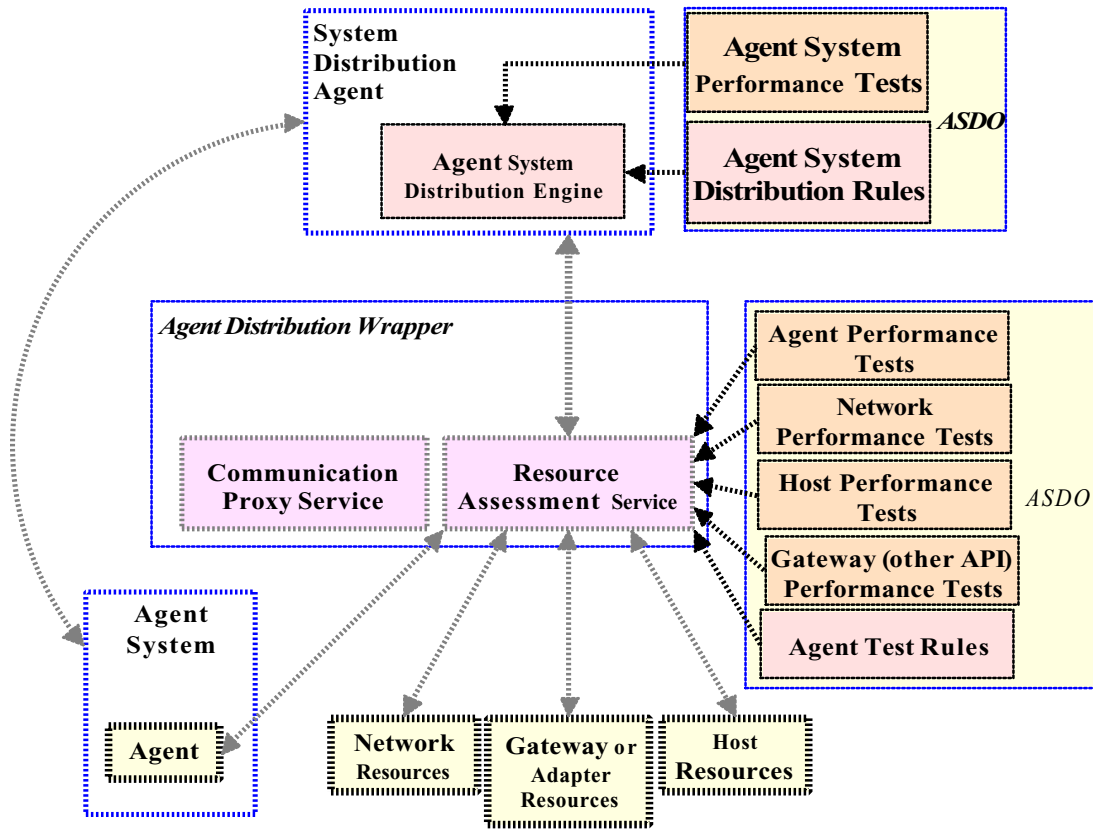 System
Distribution
Agent
Agent System
Distribution Engine
Agent System
Performance Tests
ASDO
Agent System
Distribution Rules
Agent Distribution Wrapper
Communication
Proxy Service
Resource
Assessment Service
Agent Performance
Tests
Network
Performance Tests
Host Performance
Tests
ASDO
Gateway (other API)
Performance Tests
Agent Test Rules
Agent
System
Agent
Network
Resources
Gateway or
Adapter
Resources
Host
Resources